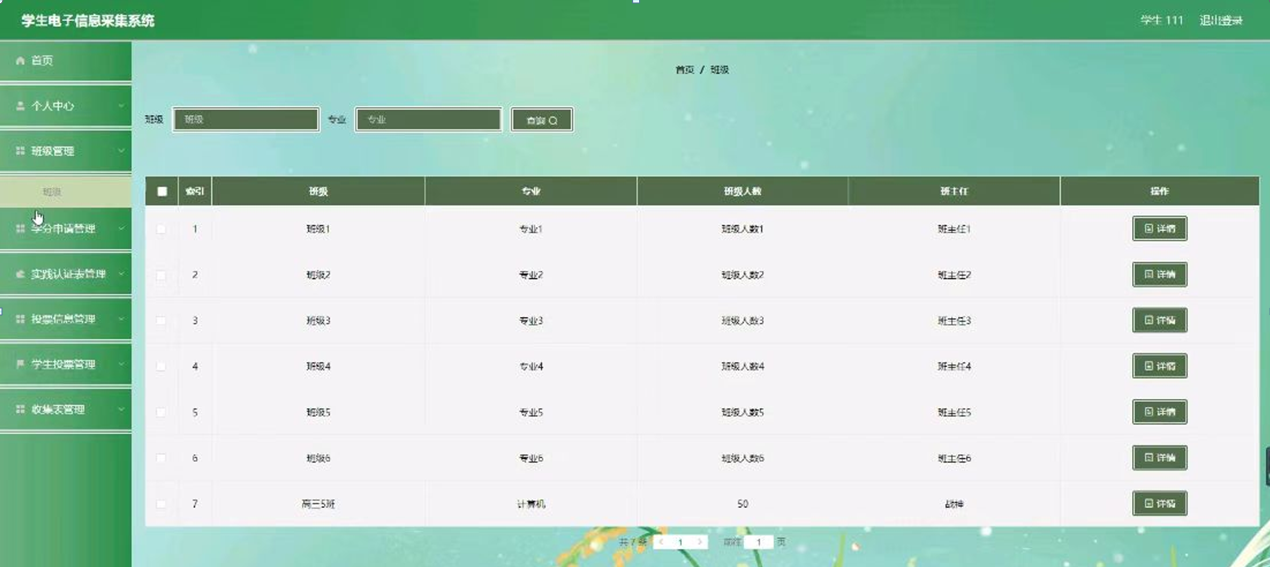 学生电子信息采集系统
学生 111 退出登录
首页
个人中心
班级管理
班级
学分申请管理
实践认证表管理
投票信息管理
学生投票管理
收集表管理
首页 / 班级
班级 班级 专业 专业 查询
索引 班级 专业 班级人数 班主任 操作
1 班级1 专业1 班级人数1 班主任1 详情
2 班级2 专业2 班级人数2 班主任2 详情
3 班级3 专业3 班级人数3 班主任3 详情
4 班级4 专业4 班级人数4 班主任4 详情
5 班级5 专业5 班级人数5 班主任5 详情
6 班级6 专业6 班级人数6 班主任6 详情
7 高三5班 计算机 50 战神 详情
共 7 条 1 前往 1 页